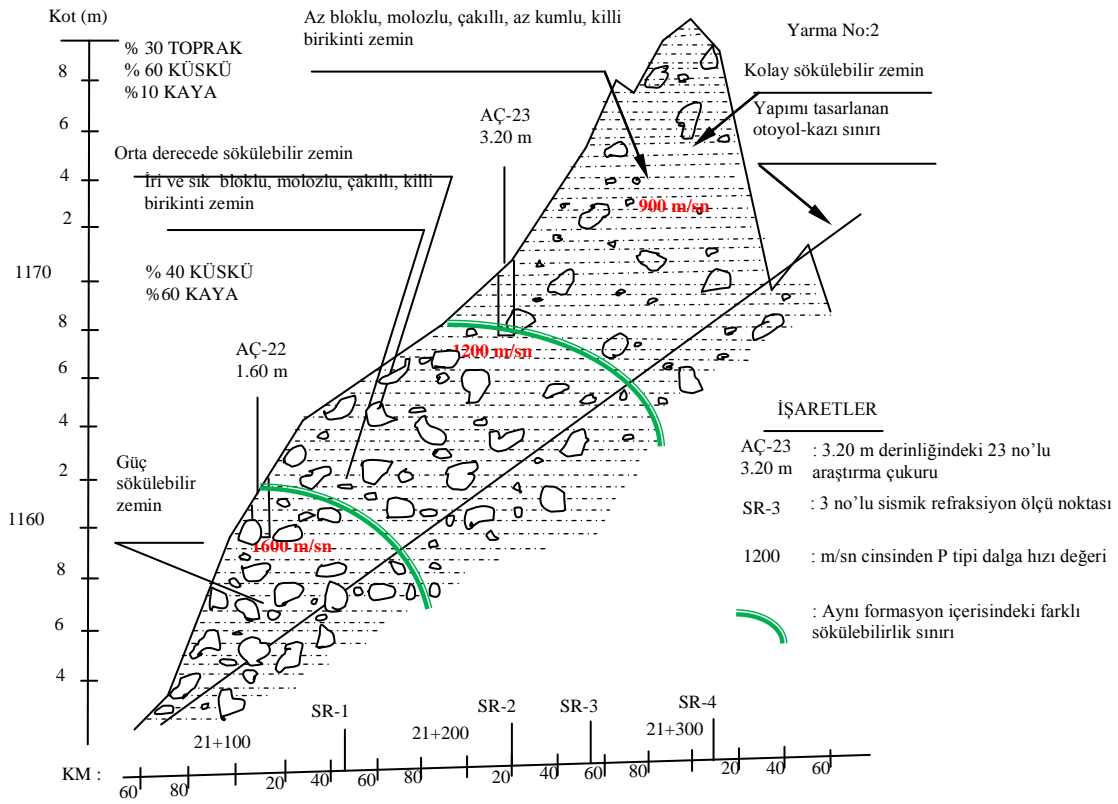 Kot (m)
Az bloklu, molozlu, çakıllı, az kumlu, killi
birikinti zemin
Yarma No:2
% 30 TOPRAK
% 60 KÜSKÜ
%10 KAYA
Kolay sökülebilir zemin
Yapımı tasarlanan
otoyol-kazı sınırı
AÇ-23
3.20 m
Orta derecede sökülebilir zemin
İri ve sık bloklu, molozlu, çakıllı, killi
birikinti zemin
900 m/sn
% 40 KÜSKÜ
%60 KAYA
AÇ-22
1.60 m
1200 m/sn
Güç
sökülebilir
zemin
1600 m/sn
8
6
4
2
1170
8
6
4
2
1160
8
6
4
İŞARETLER
AÇ-23
3.20 m
: 3.20 m derinliğindeki 23 no’lu
araştırma çukuru
SR-3 : 3 no’lu sismik refraksiyon ölçü noktası
1200 : m/sn cinsinden P tipi dalga hızı değeri
: Aynı formasyon içerisindeki farklı
sökülebilirlik sınırı
SR-1 SR-2 SR-3 SR-4
21+100 21+200 21+300
KM : 60 80 20 40 60 80 20 40 60 80 20 40 60